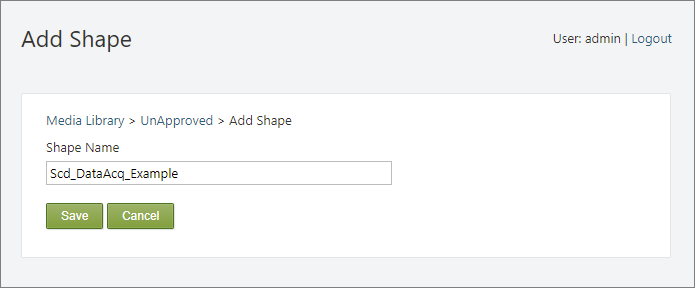 Add Shape
User: admin | Logout
Media Library > UnApproved > Add Shape
Shape Name
Scd_DataAcq_Example
Save Cancel